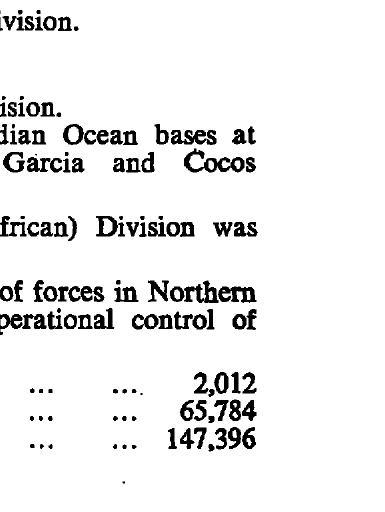 ivision.
ision.
dian Ocean bases at
Garcia and Cocos
frican) Division was
of forces in Northern
perational control of
... .... 2,012
... ... 65,784
... ... 147,396